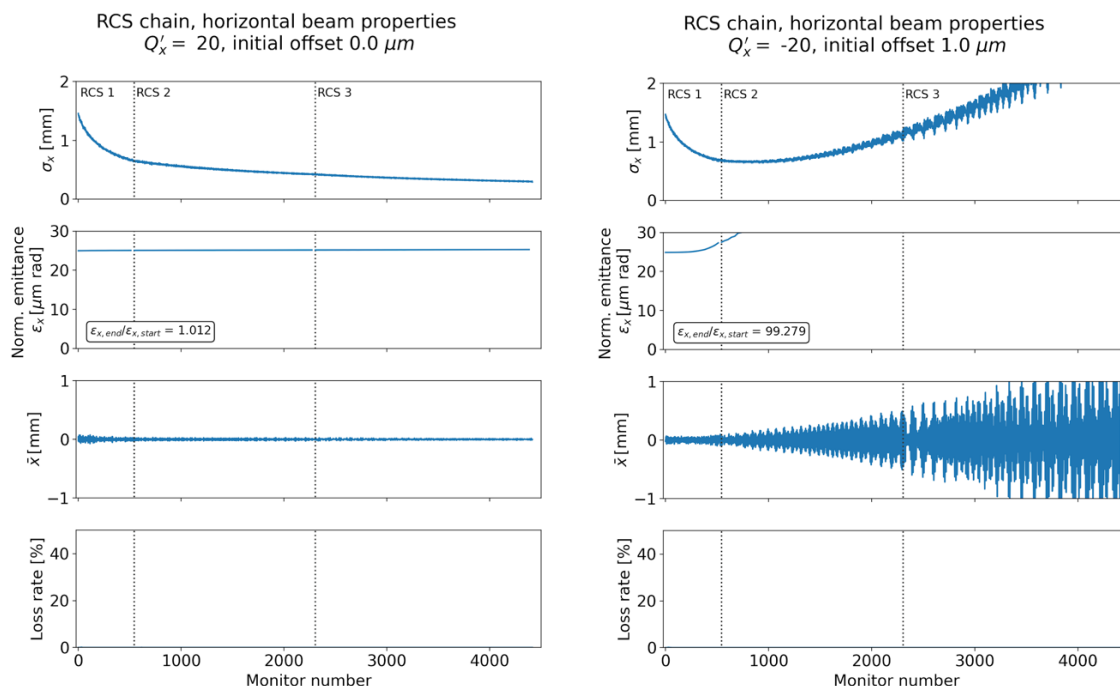 RCS chain, horizontal beam properties
Q′ₓ = 20, initial offset 0.0 μm
2
1
0
σₓ [mm]
RCS 1
RCS 2
RCS 3
30
20
10
0
Norm. emittance
εₓ [μm rad]
εₓ,end/εₓ,start = 1.012
1
0
−1
x̄ [mm]
40
20
0
Loss rate [%]
0
1000
2000
3000
4000
Monitor number
RCS chain, horizontal beam properties
Q′ₓ = -20, initial offset 1.0 μm
2
1
0
σₓ [mm]
RCS 1
RCS 2
RCS 3
30
20
10
0
Norm. emittance
εₓ [μm rad]
εₓ,end/εₓ,start = 99.279
1
0
−1
x̄ [mm]
40
20
0
Loss rate [%]
0
1000
2000
3000
4000
Monitor number